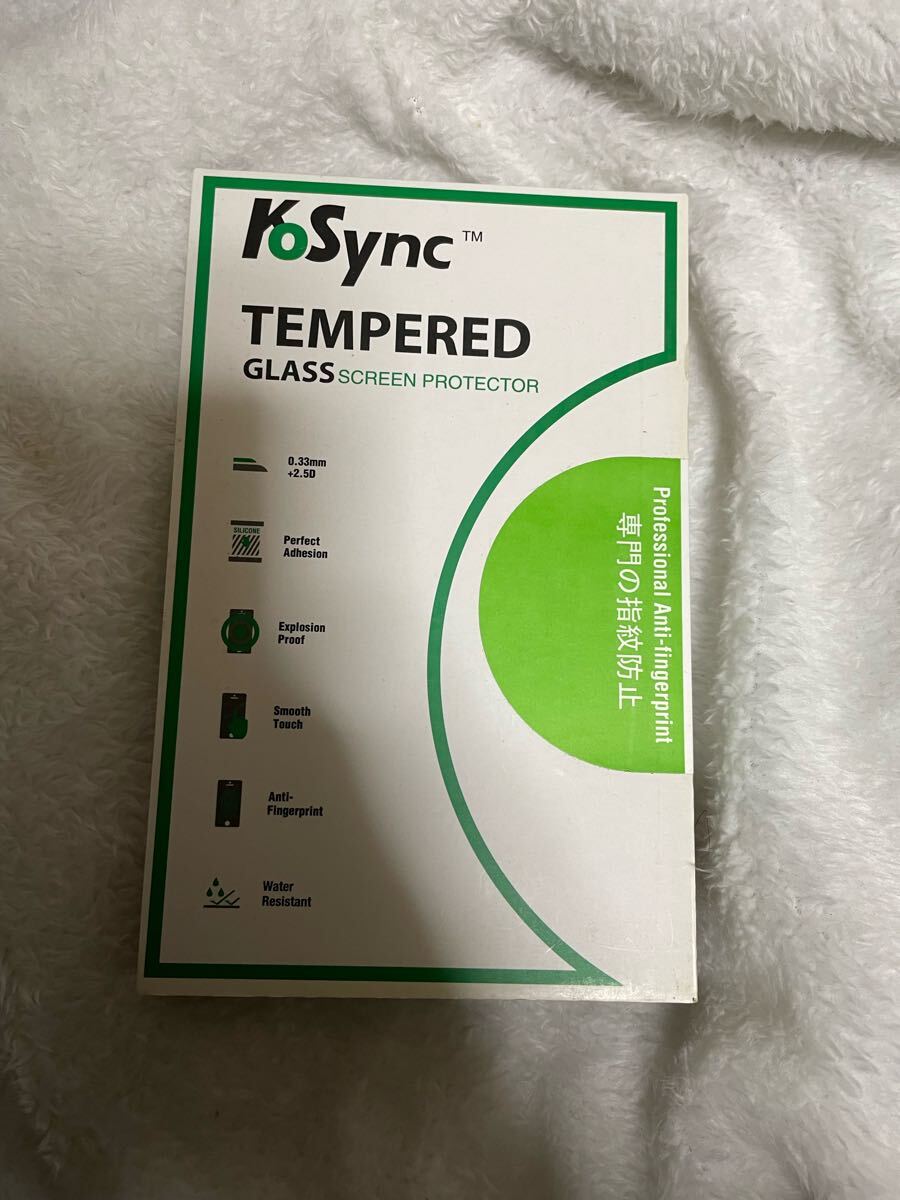 KoSync™
TEMPERED
GLASS SCREEN PROTECTOR
0.33mm
+2.5D
SILICONE
Perfect
Adhesion
Explosion
Proof
Smooth
Touch
Anti-
Fingerprint
Water
Resistant
Professional Anti-fingerprint
専門の指紋防止